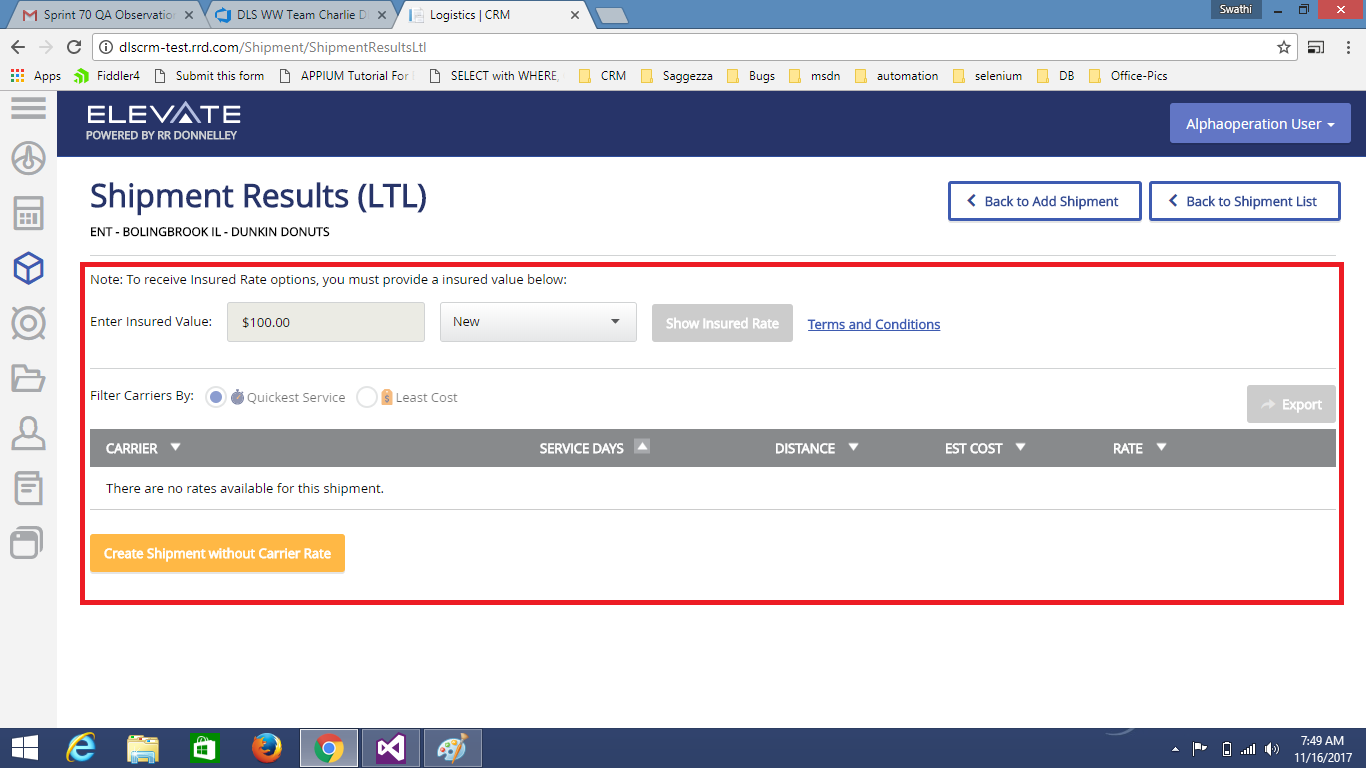 Sprint 70 QA Observation
DLS WW Team Charlie D
Logistics | CRM
Swathi
dlscrm-test.rrd.com/Shipment/ShipmentResultsLtl
Apps
Fiddler4
Submit this form
APPIUM Tutorial For
SELECT with WHERE,
CRM
Saggezza
Bugs
msdn
automation
selenium
DB
Office-Pics
ELEVATE
POWERED BY RR DONNELLEY
Alphaoperation User
Shipment Results (LTL)
Back to Add Shipment
Back to Shipment List
ENT - BOLINGBROOK IL - DUNKIN DONUTS
Note: To receive Insured Rate options, you must provide a insured value below:
Enter Insured Value:
$100.00
New
Show Insured Rate
Terms and Conditions
Filter Carriers By:
Quickest Service
Least Cost
Export
CARRIER
SERVICE DAYS
DISTANCE
EST COST
RATE
There are no rates available for this shipment.
Create Shipment without Carrier Rate
7:49 AM
11/16/2017